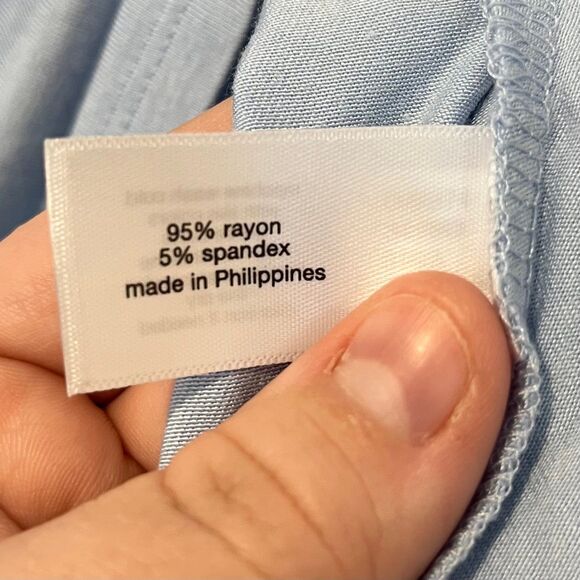 95% rayon
5% spandex
made in Philippines